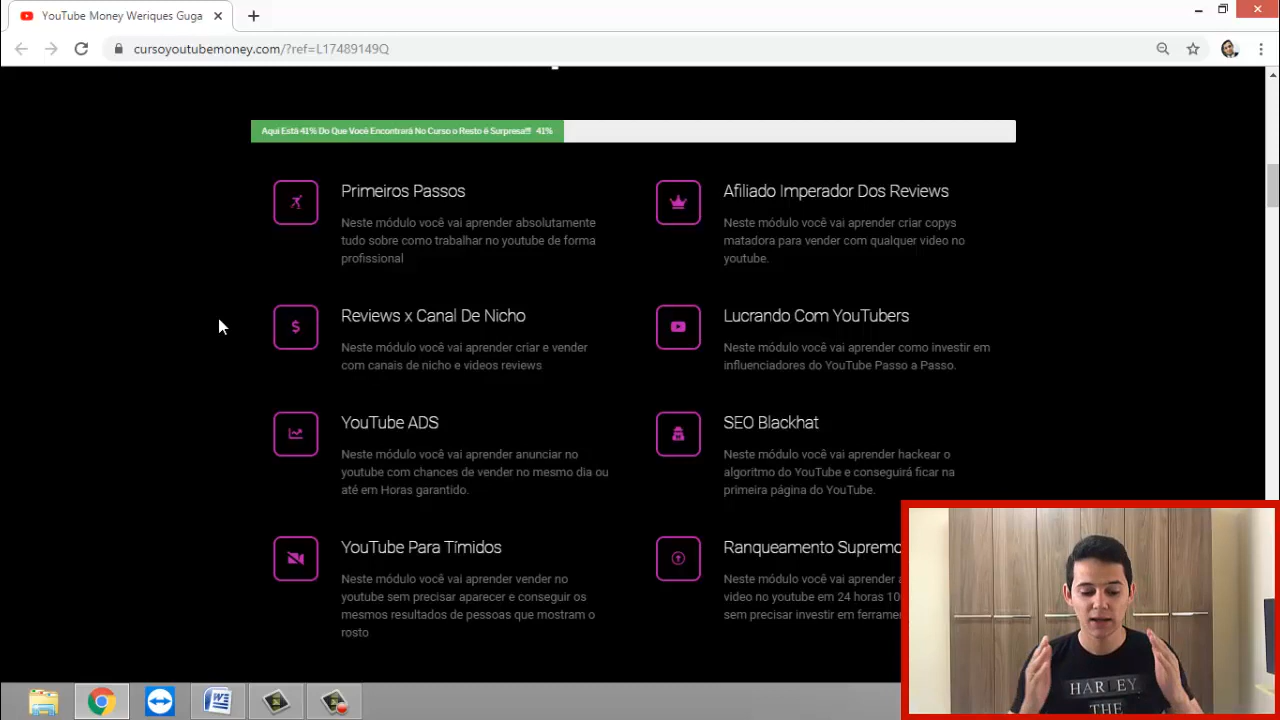 YouTube Money Weriques Guga
cursoyoutubemoney.com/?ref=L17489149Q
Aqui Está 41% Do Que Você Encontrará No Curso o Resto é Surpresa!!! 41%
Primeiros Passos
Neste módulo você vai aprender absolutamente
tudo sobre como trabalhar no youtube de forma
profissional
Afiliado Imperador Dos Reviews
Neste módulo você vai aprender criar copys
matadora para vender com qualquer video no
youtube.
Reviews x Canal De Nicho
Neste módulo você vai aprender criar e vender
com canais de nicho e videos reviews
Lucrando Com YouTubers
Neste módulo você vai aprender como investir em
influenciadores do YouTube Passo a Passo.
YouTube ADS
Neste módulo você vai aprender anunciar no
youtube com chances de vender no mesmo dia ou
até em Horas garantido.
SEO Blackhat
Neste módulo você vai aprender hackear o
algoritmo do YouTube e conseguirá ficar na
primeira página do YouTube.
YouTube Para Tímidos
Neste módulo você vai aprender vender no
youtube sem precisar aparecer e conseguir os
mesmos resultados de pessoas que mostram o
rosto
Ranqueamento Supremo
Neste módulo você vai aprender a
video no youtube em 24 horas 10
sem precisar investir em ferrame
HARLEY
THE